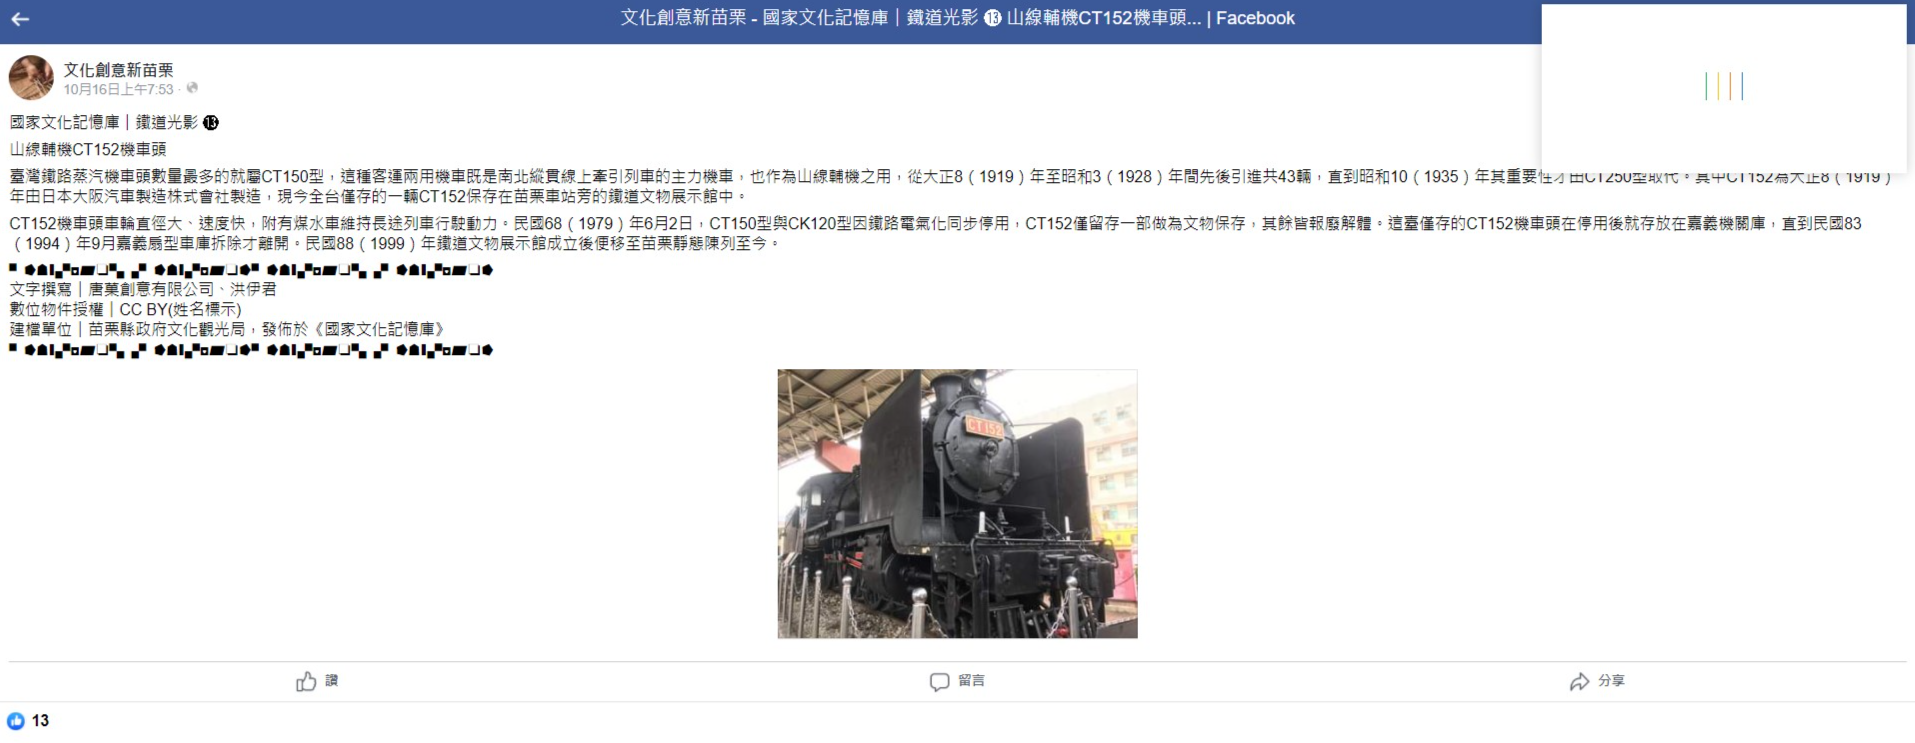 文化創意新苗栗 - 國家文化記憶庫｜鐵道光影 ⓭ 山線輔機CT152機車頭... | Facebook
文化創意新苗栗
10月16日上午7:53 ·
國家文化記憶庫｜鐵道光影 ⓭
山線輔機CT152機車頭
臺灣鐵路蒸汽機車頭數量最多的就屬CT150型，這種客運兩用機車既是南北縱貫線上牽引列車的主力機車，也作為山線輔機之用，從大正8（1919）年至昭和3（1928）年間先後引進共43輛，直到昭和10（1935）年其重要性才由CT250型取代。其中CT152為大正8（1919）
年由日本大阪汽車製造株式會社製造，現今全台僅存的一輛CT152保存在苗栗車站旁的鐵道文物展示館中。
CT152機車頭車輪直徑大、速度快，附有煤水車維持長途列車行駛動力。民國68（1979）年6月2日，CT150型與CK120型因鐵路電氣化同步停用，CT152僅留存一部做為文物保存，其餘皆報廢解體。這臺僅存的CT152機車頭在停用後就存放在嘉義機關庫，直到民國83
（1994）年9月嘉義扇型車庫拆除才離開。民國88（1999）年鐵道文物展示館成立後便移至苗栗靜態陳列至今。
文字撰寫｜唐菓創意有限公司、洪伊君
數位物件授權｜CC BY(姓名標示)
建檔單位｜苗栗縣政府文化觀光局，發佈於《國家文化記憶庫》
CT152
讚
留言
分享
13